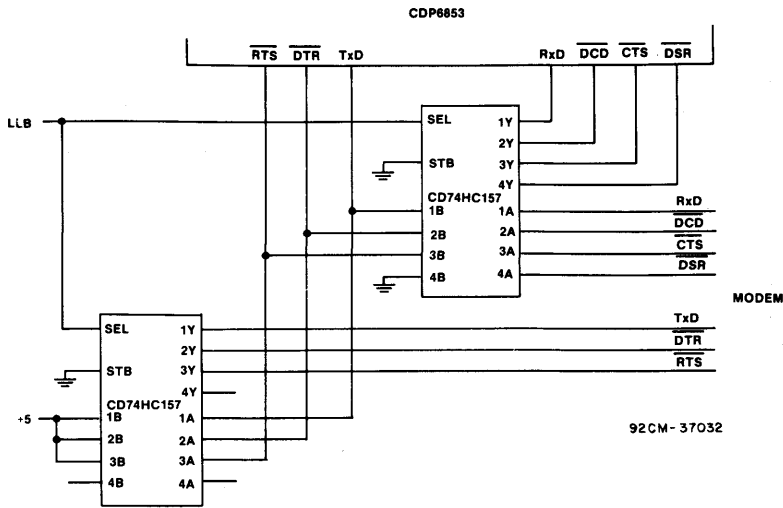 CDP6853
RTS DTR TxD RxD DCD CTS DSR
LLB
SEL 1Y
2Y
STB 3Y
4Y
CD74HC157
1B 1A RxD
2B 2A DCD
3B 3A CTS
4B 4A DSR
MODEM
SEL 1Y TxD
2Y DTR
STB 3Y RTS
4Y
CD74HC157
+5 1B 1A
2B 2A
3B 3A
4B 4A
92CM-37032